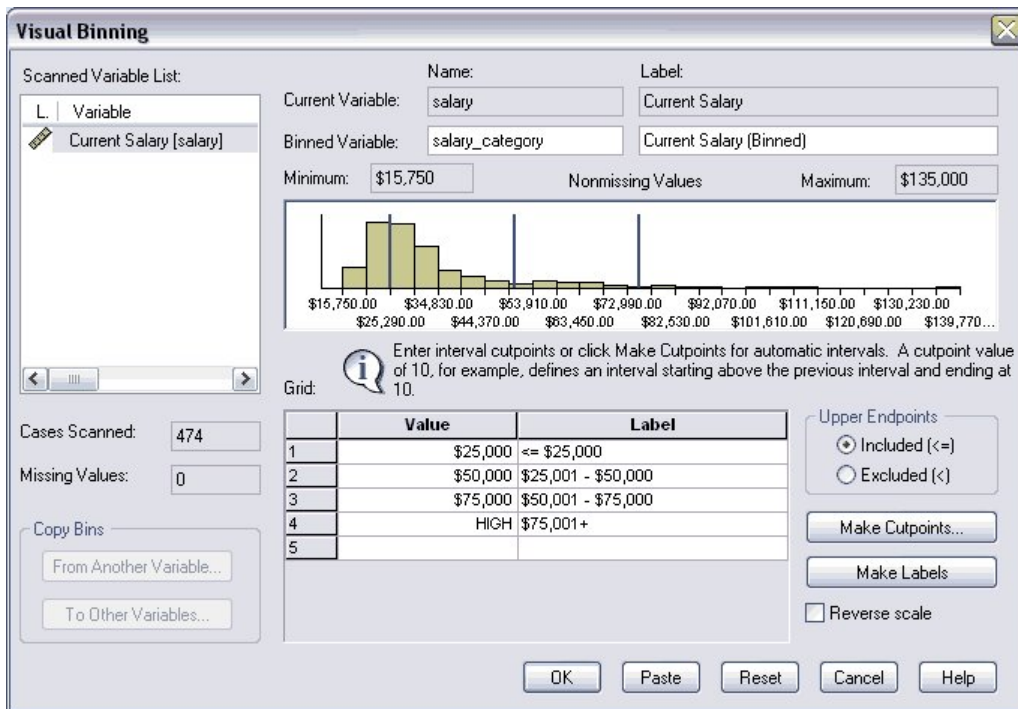 Visual Binning
Scanned Variable List:
L. Variable
Current Salary [salary]
Name: Label:
Current Variable: salary Current Salary
Binned Variable: salary_category Current Salary (Binned)
Minimum: $15,750 Nonmissing Values Maximum: $135,000
$15,750.00 $34,830.00 $53,910.00 $72,990.00 $92,070.00 $111,150.00 $130,230.00
$25,290.00 $44,370.00 $63,450.00 $82,530.00 $101,610.00 $120,690.00 $139,770...
Enter interval cutpoints or click Make Cutpoints for automatic intervals. A cutpoint value
of 10, for example, defines an interval starting above the previous interval and ending at
10.
Grid:
Cases Scanned: 474
Missing Values: 0
Copy Bins
From Another Variable...
To Other Variables...
Value Label
1 $25,000 <= $25,000
2 $50,000 $25,001 - $50,000
3 $75,000 $50,001 - $75,000
4 HIGH $75,001+
5
Upper Endpoints
Included (<=)
Excluded (<)
Make Cutpoints...
Make Labels
Reverse scale
OK Paste Reset Cancel Help